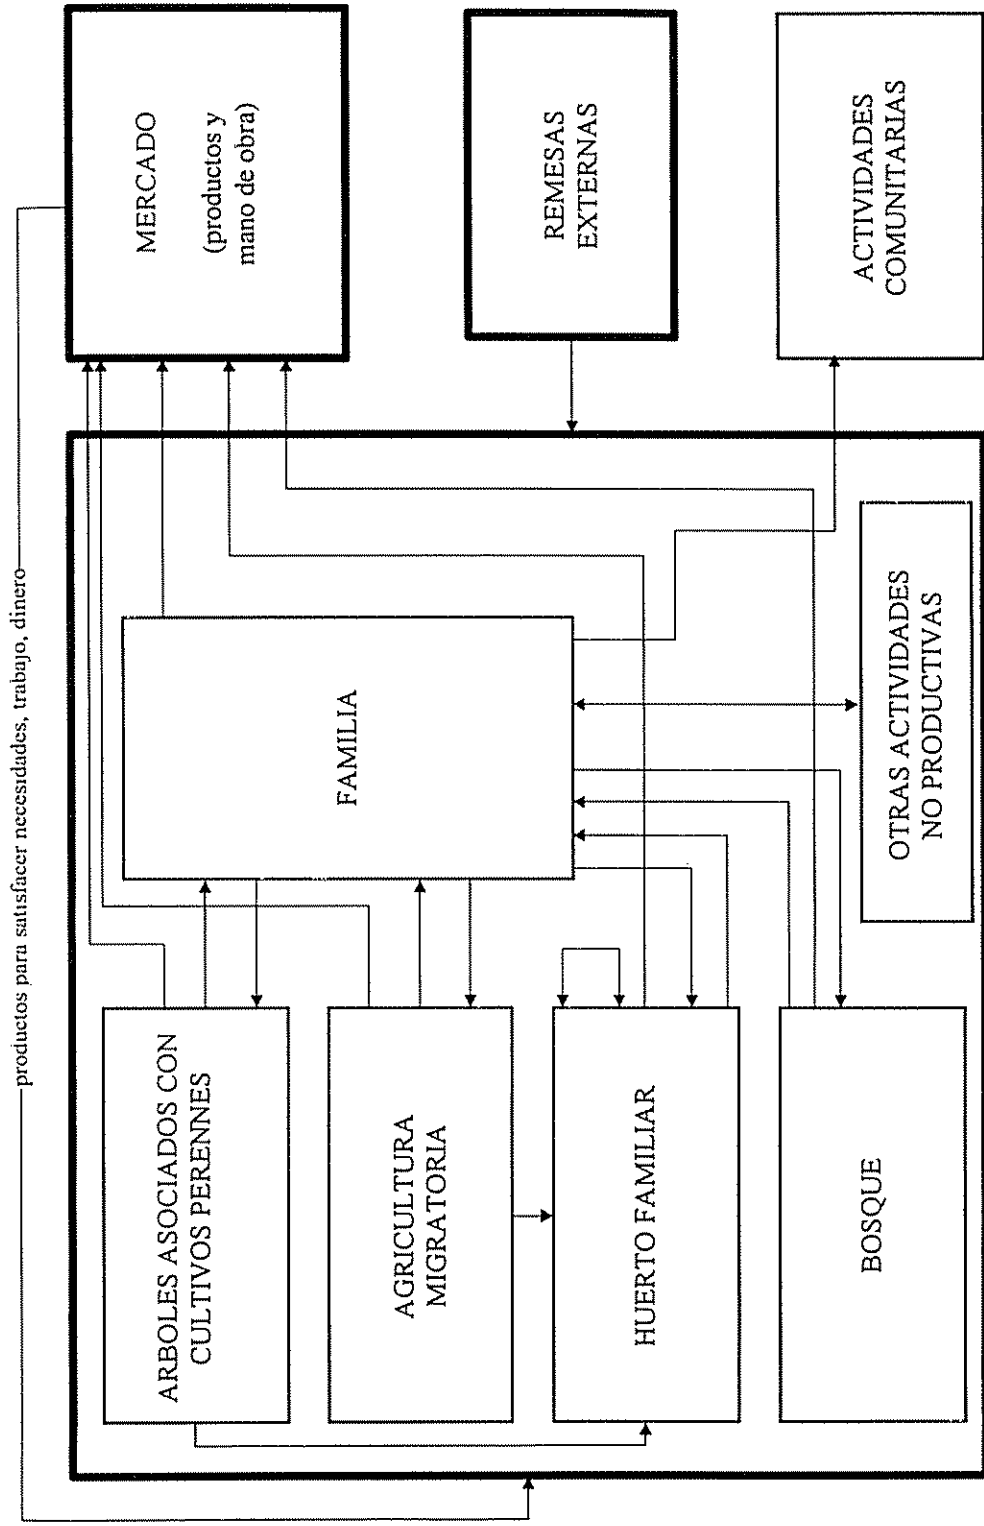 productos para satisfacer necesidades, trabajo, dinero
ARBOLES ASOCIADOS CON
CULTIVOS PERENNES
AGRICULTURA
MIGRATORIA
HUERTO FAMILIAR
BOSQUE
FAMILIA
OTRAS ACTIVIDADES
NO PRODUCTIVAS
MERCADO
(productos y
mano de obra)
REMESAS
EXTERNAS
ACTIVIDADES
COMUNITARIAS